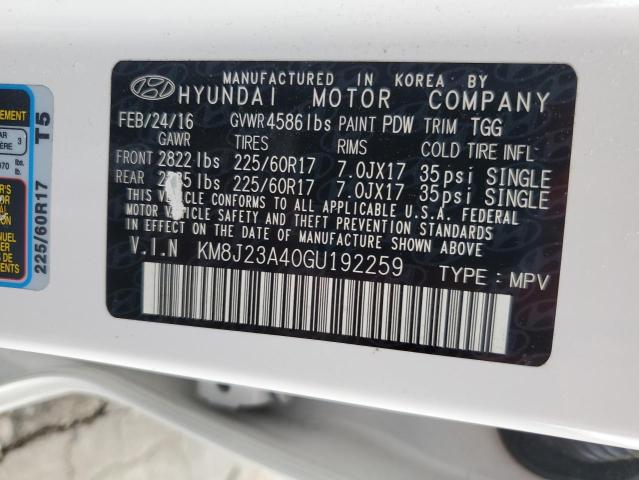 MANUFACTURED IN KOREA BY
HYUNDAI MOTOR COMPANY
FEB/24/16 GVWR 4586lbs PAINT PDW TRIM TGG
GAWR TIRES RIMS COLD TIRE INFL
FRONT 2822lbs 225/60R17 7.0JX17 35psi SINGLE
REAR lbs 225/60R17 7.0JX17 35psi SINGLE
THIS VEHICLE CONFORMS TO ALL APPLICABLE U.S.A. FEDERAL
MOTOR VEHICLE SAFETY AND THEFT PREVENTION STANDARDS
IN EFFECT ON THE DATE OF MANUFACTURE SHOWN ABOVE.
V.I.N KM8J23A40GU192259 TYPE : MPV
225/60R17 T5
3
lbs.